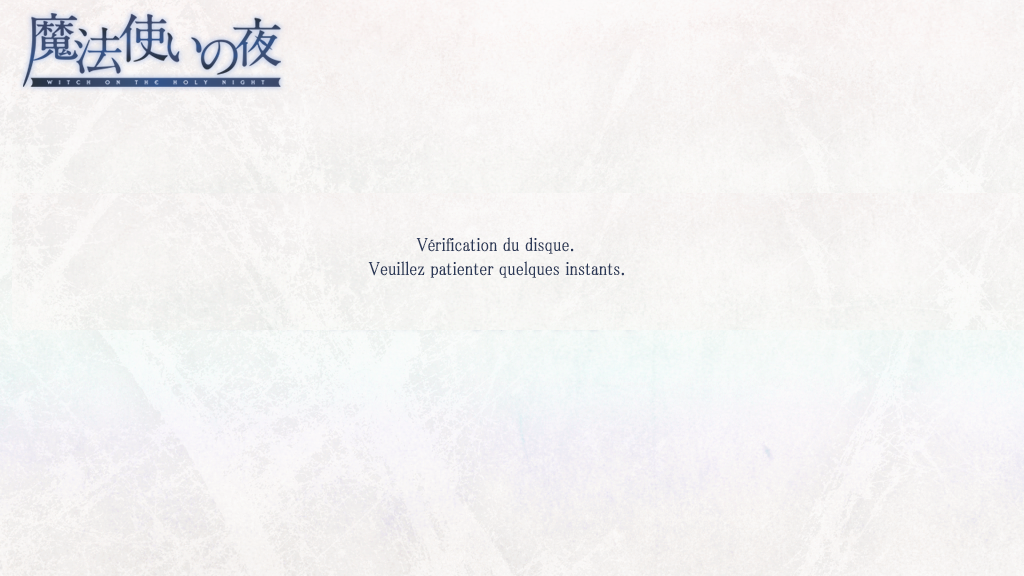 魔法使いの夜
WITCH ON THE HOLY NIGHT
Vérification du disque.
Veuillez patienter quelques instants.